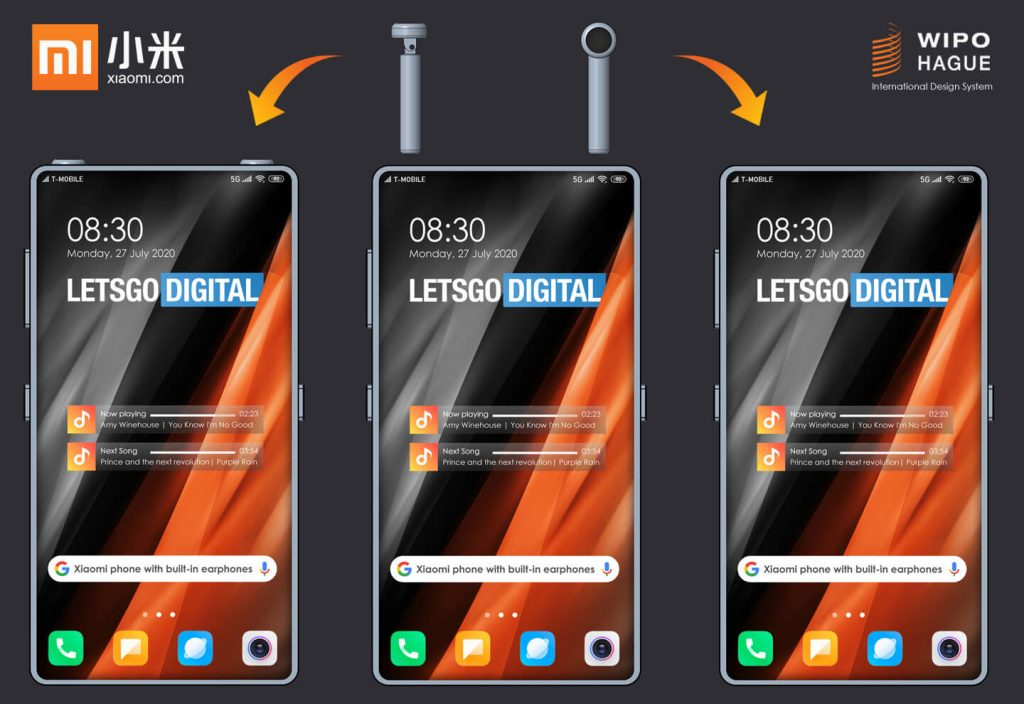 mi 小米
xiaomi.com
WIPO
HAGUE
International Design System
T-MOBILE 5G 92
08:30
Monday, 27 July 2020
LETSGO DIGITAL
Now playing 02:23
Amy Winehouse | You Know I'm No Good
Next Song 03:54
Prince and the next revolution| Purple Rain
Xiaomi phone with built-in earphones
T-MOBILE 5G 92
08:30
Monday, 27 July 2020
LETSGO DIGITAL
Now playing 02:23
Amy Winehouse | You Know I'm No Good
Next Song 03:54
Prince and the next revolution| Purple Rain
Xiaomi phone with built-in earphones
T-MOBILE 5G 92
08:30
Monday, 27 July 2020
LETSGO DIGITAL
Now playing 02:23
Amy Winehouse | You Know I'm No Good
Next Song 03:54
Prince and the next revolution| Purple Rain
Xiaomi phone with built-in earphones